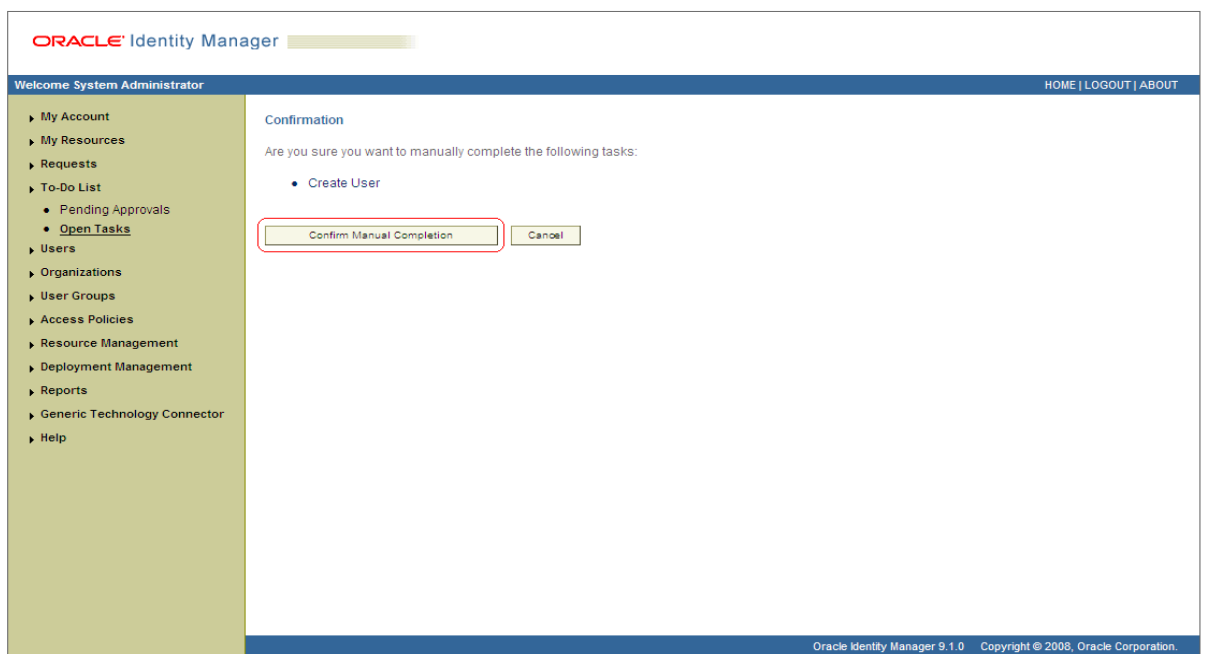 ORACLE Identity Manager
Welcome System Administrator
HOME | LOGOUT | ABOUT
My Account
My Resources
Requests
To-Do List
Pending Approvals
Open Tasks
Users
Organizations
User Groups
Access Policies
Resource Management
Deployment Management
Reports
Generic Technology Connector
Help
Confirmation
Are you sure you want to manually complete the following tasks:
Create User
Confirm Manual Completion
Cancel
Oracle Identity Manager 9.1.0 Copyright © 2008, Oracle Corporation.